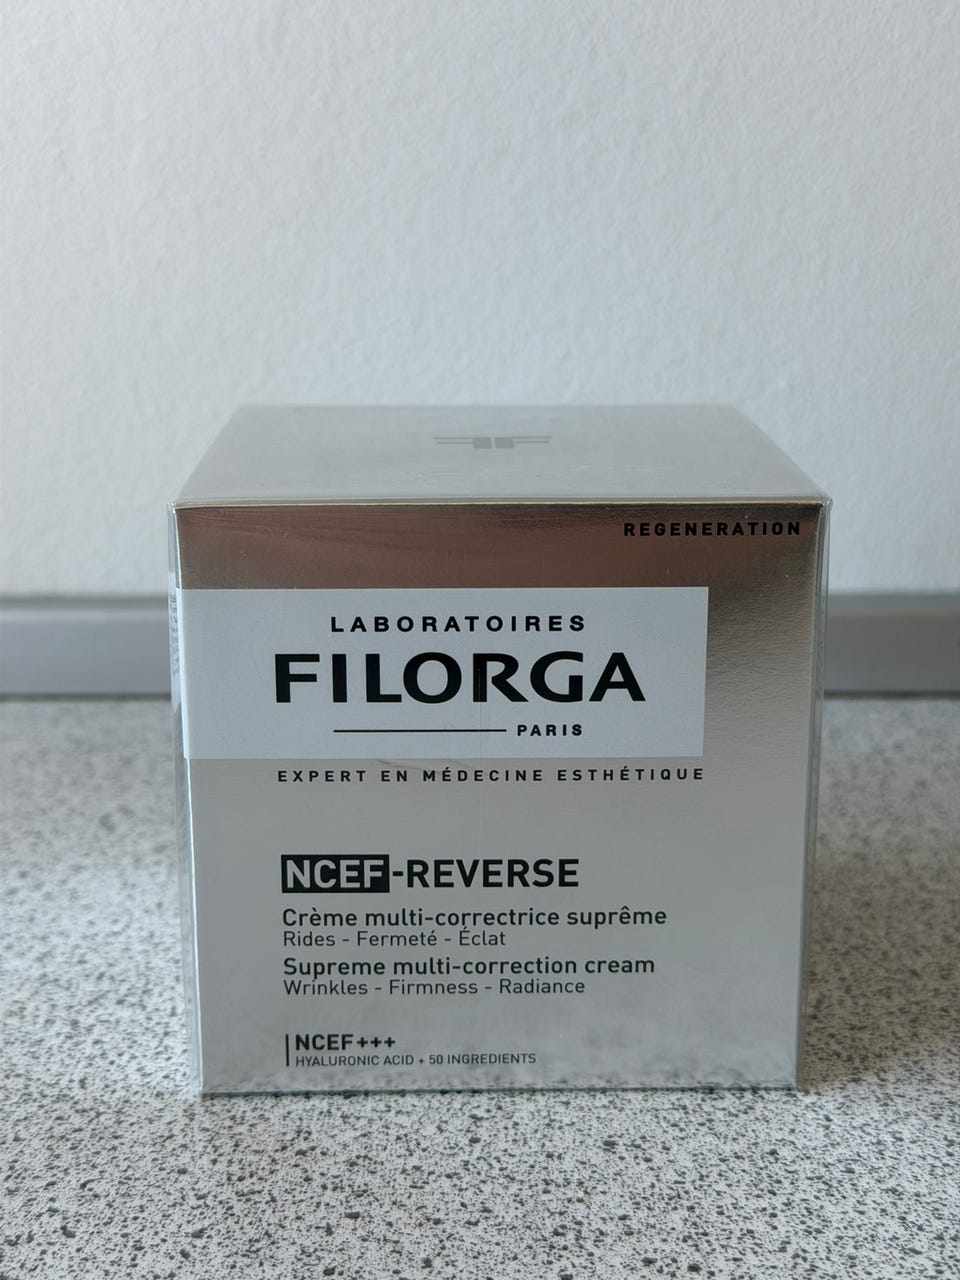 REGENERATION
LABORATOIRES
FILORGA
PARIS
EXPERT EN MÉDECINE ESTHÉTIQUE
NCEF-REVERSE
Crème multi-correctrice suprême
Rides - Fermeté - Éclat
Supreme multi-correction cream
Wrinkles - Firmness - Radiance
NCEF+++
HYALURONIC ACID + 50 INGREDIENTS